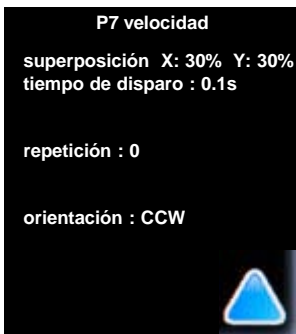 P7 velocidad
superposición X: 30% Y: 30%
tiempo de disparo : 0.1s
repetición : 0
orientación : CCW